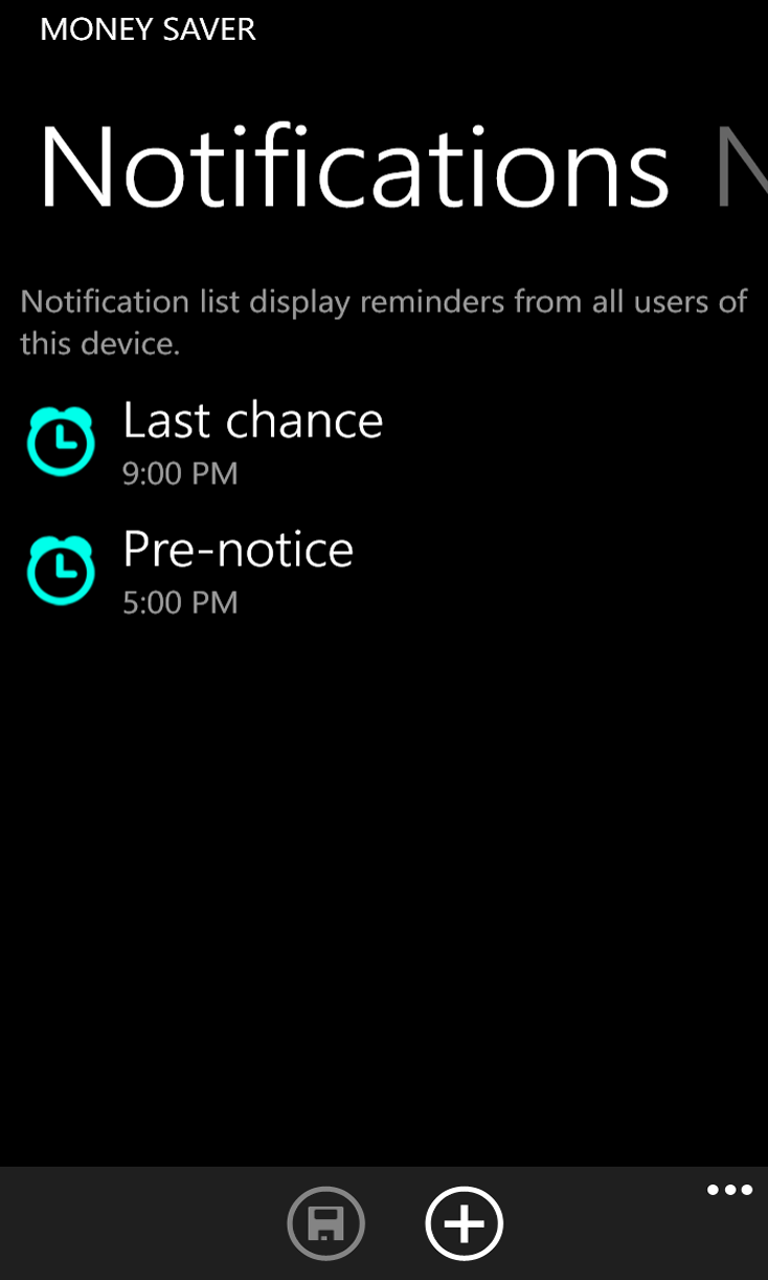 MONEY SAVER
Notifications N
Notification list display reminders from all users of
this device.
Last chance
9:00 PM
Pre-notice
5:00 PM